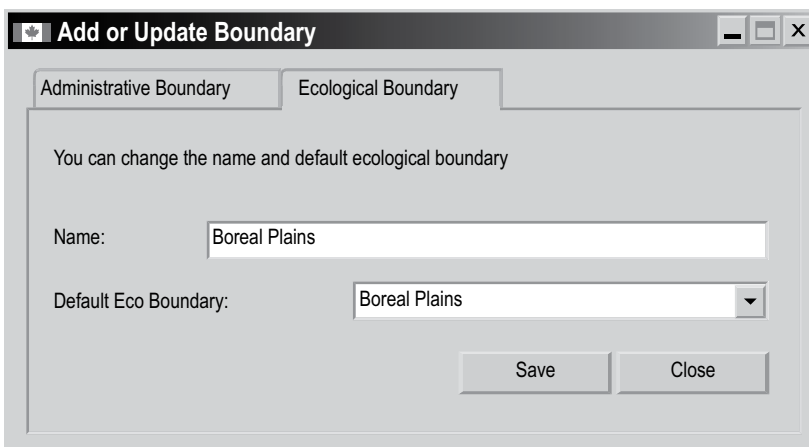 Add or Update Boundary
Administrative Boundary
Ecological Boundary
You can change the name and default ecological boundary
Name:
Boreal Plains
Default Eco Boundary:
Boreal Plains
Save
Close